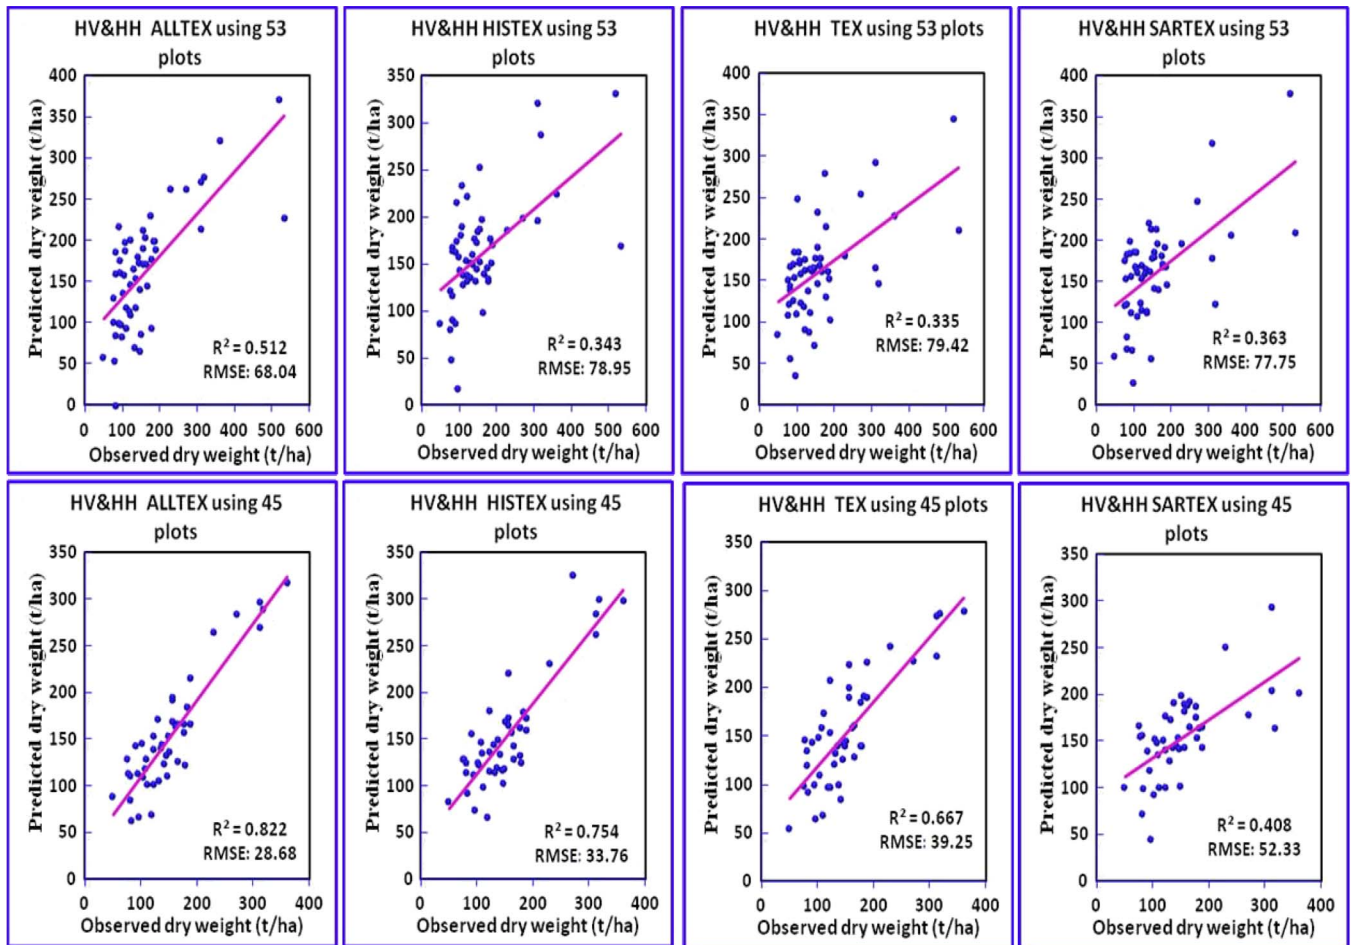 HV&HH ALLTEX using 53
plots
Predicted dry weight (t/ha)
400
350
300
250
200
150
100
50
0
R² = 0.512
RMSE: 68.04
0 100 200 300 400 500 600
Observed dry weight (t/ha)
HV&HH HISTEX using 53
plots
Predicted dry weight (t/ha)
350
300
250
200
150
100
50
0
R² = 0.343
RMSE: 78.95
0 100 200 300 400 500 600
Observed dry weight (t/ha)
HV&HH TEX using 53 plots
Predicted dry weight (t/ha)
400
350
300
250
200
150
100
50
0
R² = 0.335
RMSE: 79.42
0 100 200 300 400 500 600
Observed dry weight (t/ha)
HV&HH SARTEX using 53
plots
Predicted dry weight (t/ha)
400
350
300
250
200
150
100
50
0
R² = 0.363
RMSE: 77.75
0 100 200 300 400 500 600
Observed dry weight (t/ha)
HV&HH ALLTEX using 45
plots
Predicted dry weight (t/ha)
350
300
250
200
150
100
50
0
R² = 0.822
RMSE: 28.68
0 100 200 300 400
Observed dry weight (t/ha)
HV&HH HISTEX using 45
plots
Predicted dry weight (t/ha)
350
300
250
200
150
100
50
0
R² = 0.754
RMSE: 33.76
0 100 200 300 400
Observed dry weight (t/ha)
HV&HH TEX using 45 plots
Predicted dry weight (t/ha)
350
300
250
200
150
100
50
0
R² = 0.667
RMSE: 39.25
0 100 200 300 400
Observed dry weight (t/ha)
HV&HH SARTEX using 45
plots
Predicted dry weight (t/ha)
350
300
250
200
150
100
50
0
R² = 0.408
RMSE: 52.33
0 100 200 300 400
Observed dry weight (t/ha)